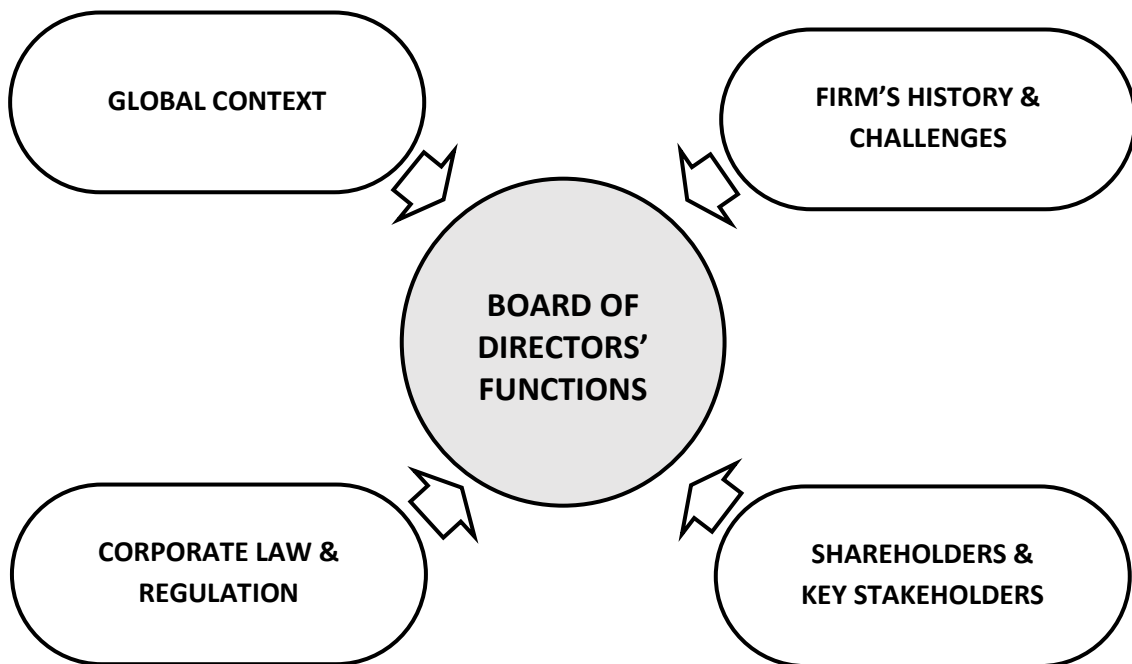 GLOBAL CONTEXT
FIRM’S HISTORY &
CHALLENGES
BOARD OF
DIRECTORS’
FUNCTIONS
CORPORATE LAW &
REGULATION
SHAREHOLDERS &
KEY STAKEHOLDERS